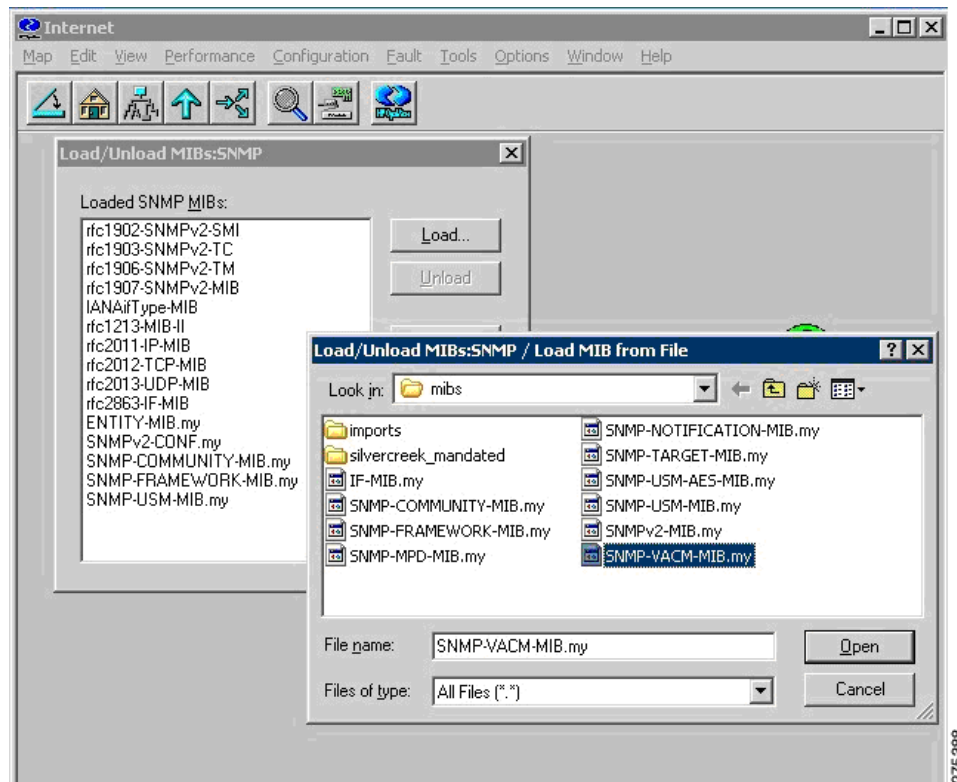 Internet
Map Edit View Performance Configuration Fault Tools Options Window Help
Load/Unload MIBs:SNMP
Loaded SNMP MIBs:
rfc1902-SNMPv2-SMI
rfc1903-SNMPv2-TC
rfc1906-SNMPv2-TM
rfc1907-SNMPv2-MIB
IANAifType-MIB
rfc1213-MIB-II
rfc2011-IP-MIB
rfc2012-TCP-MIB
rfc2013-UDP-MIB
rfc2863-IF-MIB
ENTITY-MIB.my
SNMPv2-CONF.my
SNMP-COMMUNITY-MIB.my
SNMP-FRAMEWORK-MIB.my
SNMP-USM-MIB.my
Load...
Unload
Load/Unload MIBs:SNMP / Load MIB from File
Look in: mibs
imports
silvercreek_mandated
IF-MIB.my
SNMP-COMMUNITY-MIB.my
SNMP-FRAMEWORK-MIB.my
SNMP-MPD-MIB.my
SNMP-NOTIFICATION-MIB.my
SNMP-TARGET-MIB.my
SNMP-USM-AES-MIB.my
SNMP-USM-MIB.my
SNMPv2-MIB.my
SNMP-VACM-MIB.my
File name: SNMP-VACM-MIB.my
Open
Files of type: All Files (*.*)
Cancel